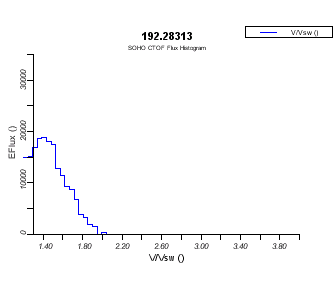 192.28313
V/Vsw ()
SOHO CTOF Flux Histogram
30000
20000
10000
0
EFlux ()
1.40 1.80 2.20 2.60 3.00 3.40 3.80
V/Vsw ()